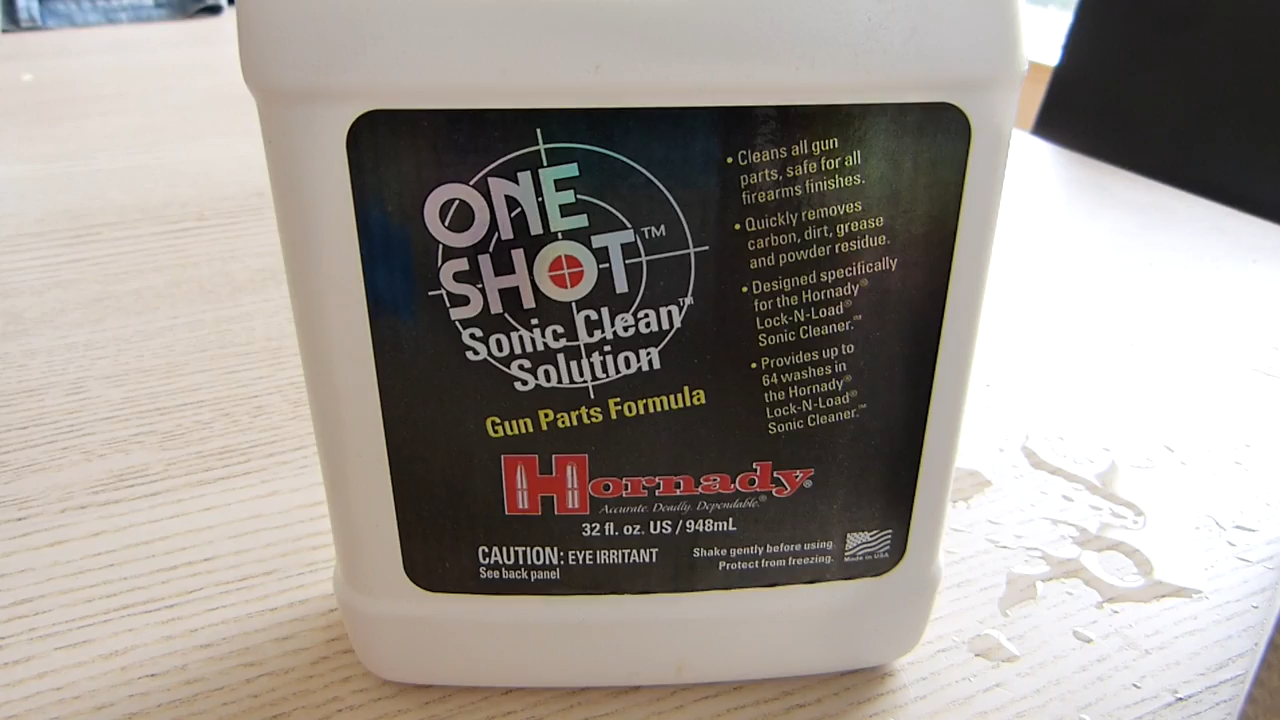 ONE
SHOT™
Sonic Clean™
Solution
Gun Parts Formula
• Cleans all gun
parts, safe for all
firearms finishes.
• Quickly removes
carbon, dirt, grease
and powder residue.
• Designed specifically
for the Hornady®
Lock-N-Load®
Sonic Cleaner.™
• Provides up to
64 washes in
the Hornady®
Lock-N-Load®
Sonic Cleaner.™
Hornady®
Accurate. Deadly. Dependable.®
32 fl. oz. US / 948mL
CAUTION: EYE IRRITANT
See back panel
Shake gently before using.
Protect from freezing.
Made in USA